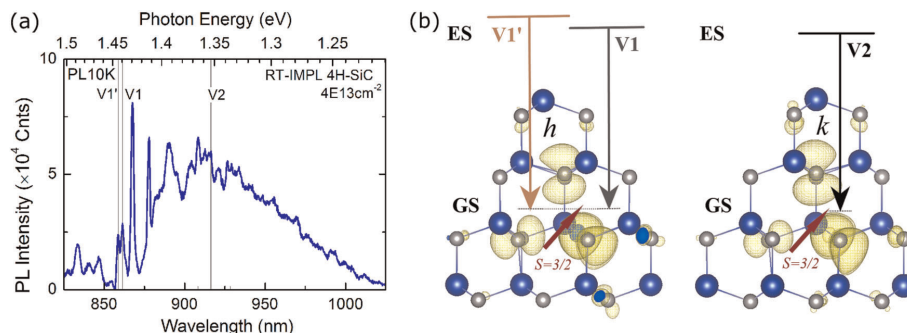 (a)
Photon Energy (eV)
1.5 1.45 1.4 1.35 1.3 1.25
PL10K
RT-IMPL 4H-SiC
4E13cm⁻²
V1' V1 V2
10
5
0
PL Intensity (×10⁴ Cnts)
850 900 950 1000
Wavelength (nm)
(b)
ES
V1'
V1
h
GS
S=3/2
ES
V2
k
GS
S=3/2